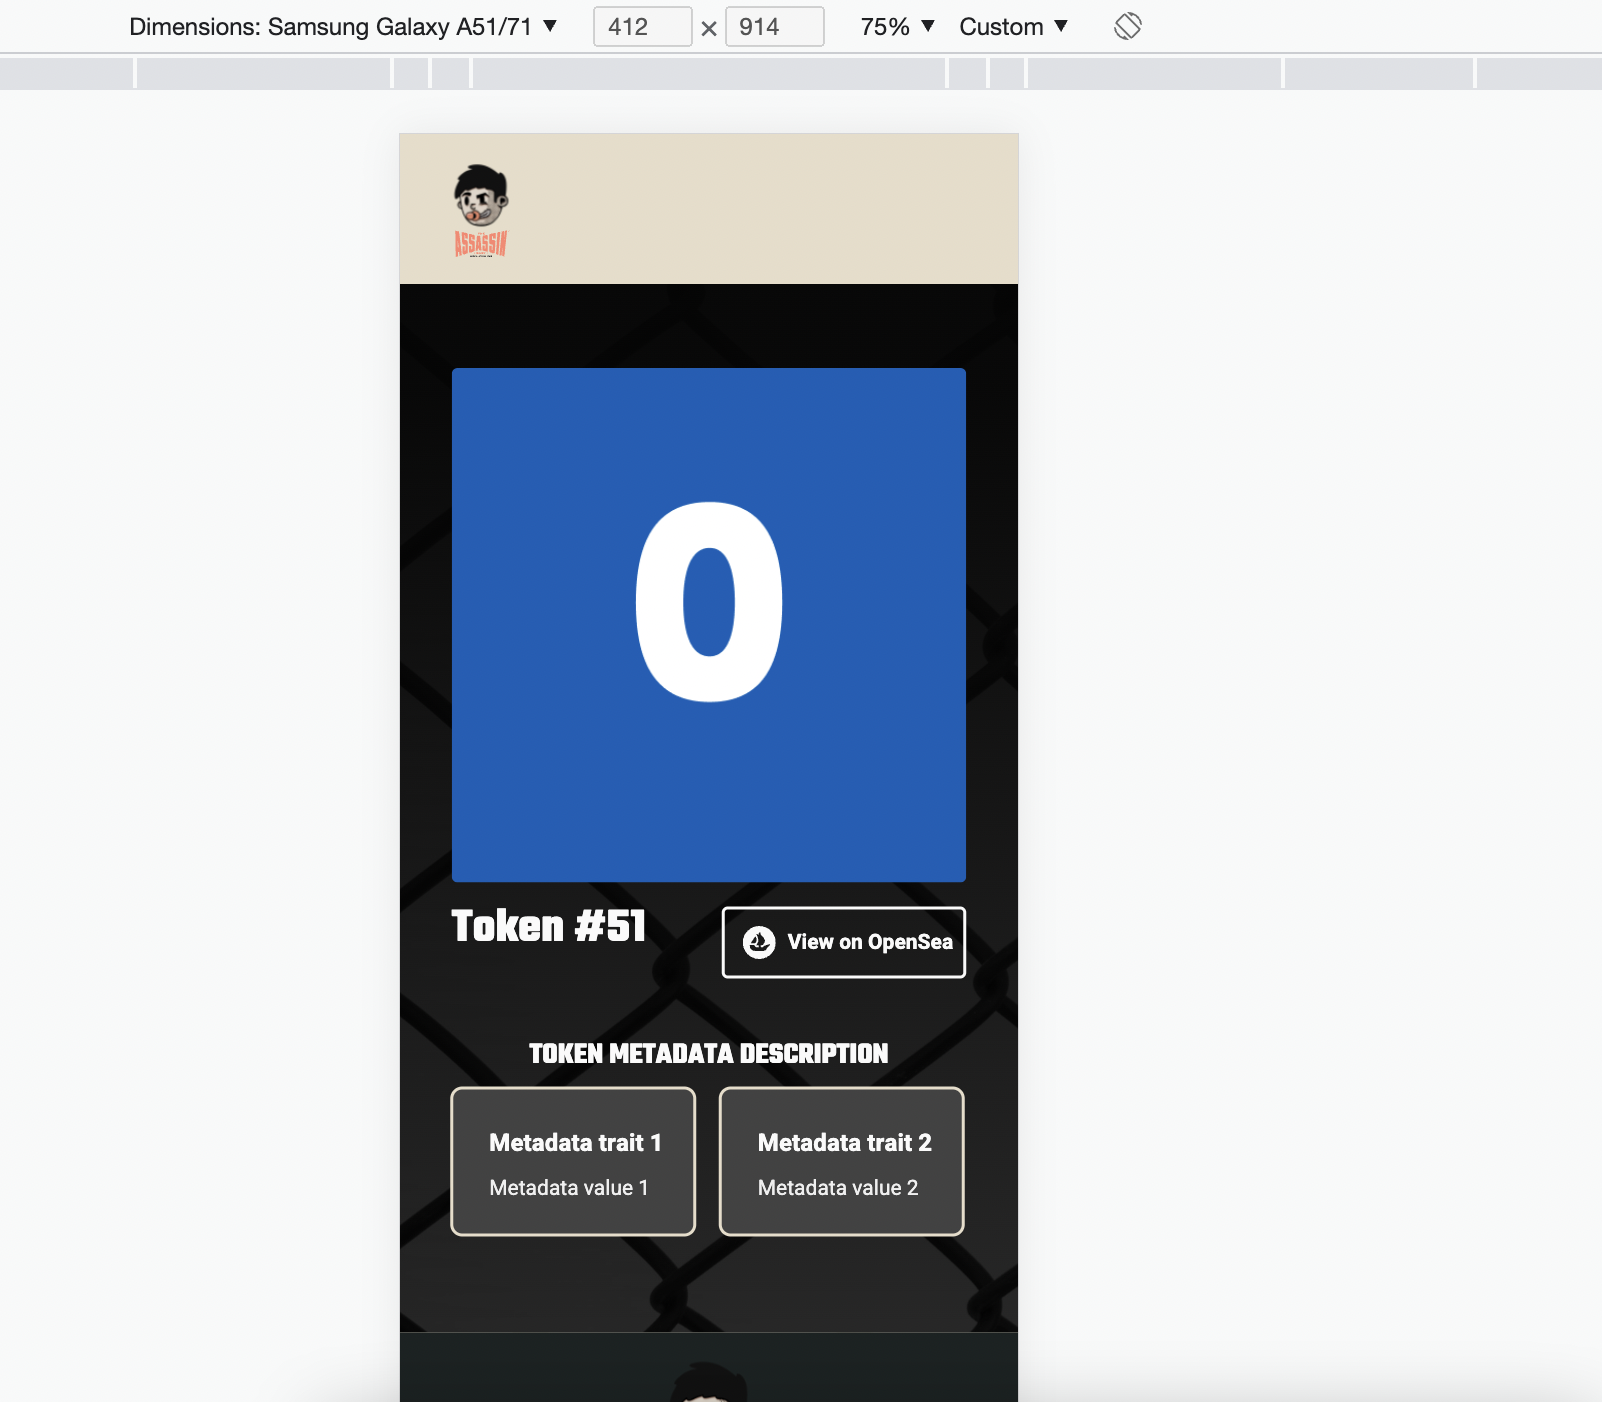 Dimensions: Samsung Galaxy A51/71 ▼ 412 × 914 75% ▼ Custom ▼
ASSASSIN
0
Token #51
View on OpenSea
TOKEN METADATA DESCRIPTION
Metadata trait 1
Metadata value 1
Metadata trait 2
Metadata value 2